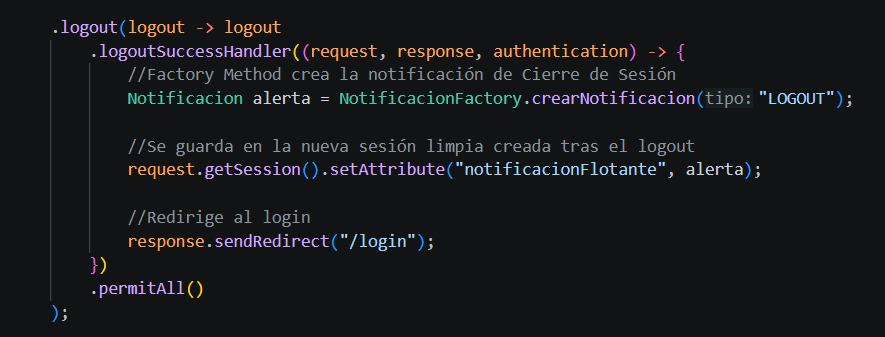 .logout(logout -> logout
.logoutSuccessHandler((request, response, authentication) -> {
//Factory Method crea la notificación de Cierre de Sesión
Notificacion alerta = NotificacionFactory.crearNotificacion(tipo: "LOGOUT");
//Se guarda en la nueva sesión limpia creada tras el logout
request.getSession().setAttribute("notificacionFlotante", alerta);
//Redirige al login
response.sendRedirect("/login");
})
.permitAll()
);